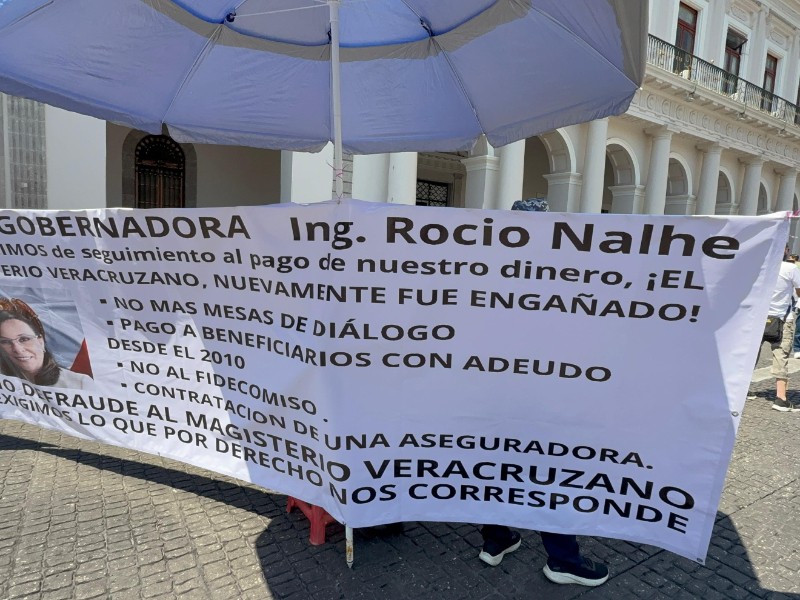 GOBERNADORA Ing. Rocio Nalhe
IMOS de seguimiento al pago de nuestro dinero, ¡EL
TERIO VERACRUZANO, NUEVAMENTE FUE ENGAÑADO!
• NO MAS MESAS DE DIÁLOGO
• PAGO A BENEFICIARIOS CON ADEUDO
DESDE EL 2010
• NO AL FIDECOMISO.
• CONTRATACION DE UNA ASEGURADORA.
NO DEFRAUDE AL MAGISTERIO VERACRUZANO
EXIGIMOS LO QUE POR DERECHO NOS CORRESPONDE